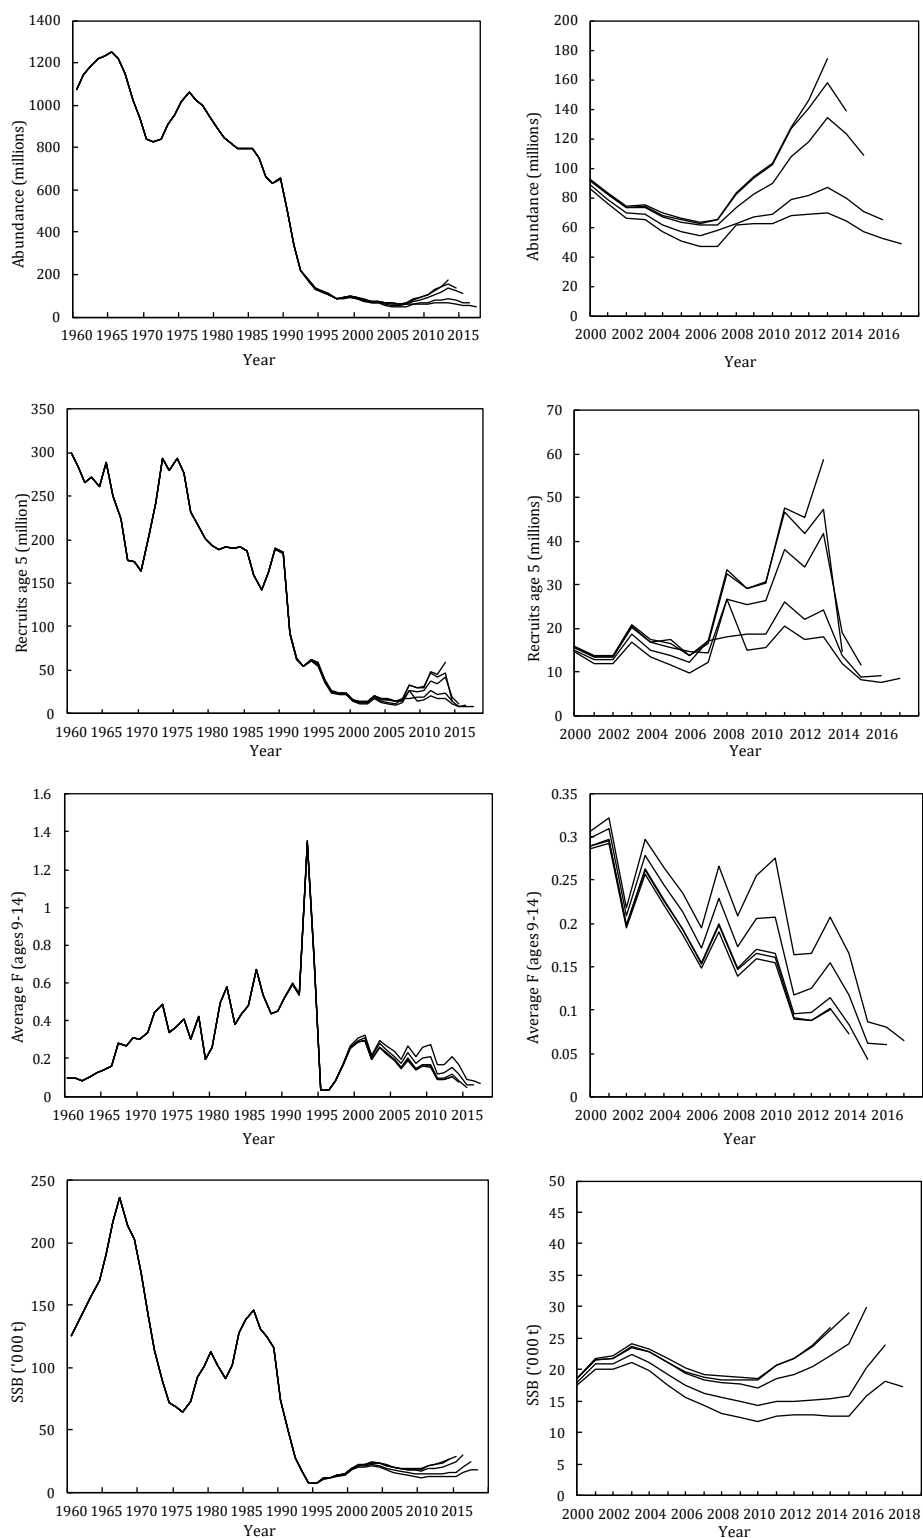 1400
1200
1000
800
600
400
200
0
Abundance (millions)
1960 1965 1970 1975 1980 1985 1990 1995 2000 2005 2010 2015
Year
200
180
160
140
120
100
80
60
40
20
0
Abundance (millions)
2000 2002 2004 2006 2008 2010 2012 2014 2016
Year
350
300
250
200
150
100
50
0
Recruits age 5 (million)
1960 1965 1970 1975 1980 1985 1990 1995 2000 2005 2010 2015
Year
70
60
50
40
30
20
10
0
Recruits age 5 (millions)
2000 2002 2004 2006 2008 2010 2012 2014 2016
Year
1.6
1.4
1.2
1
0.8
0.6
0.4
0.2
0
Average F (ages 9-14)
1960 1965 1970 1975 1980 1985 1990 1995 2000 2005 2010 2015
Year
0.35
0.3
0.25
0.2
0.15
0.1
0.05
0
Average F (ages 9-14)
2000 2002 2004 2006 2008 2010 2012 2014 2016
Year
250
200
150
100
50
0
SSB ('000 t)
1960 1965 1970 1975 1980 1985 1990 1995 2000 2005 2010 2015
Year
50
45
40
35
30
25
20
15
10
5
0
SSB ('000 t)
2000 2002 2004 2006 2008 2010 2012 2014 2016 2018
Year